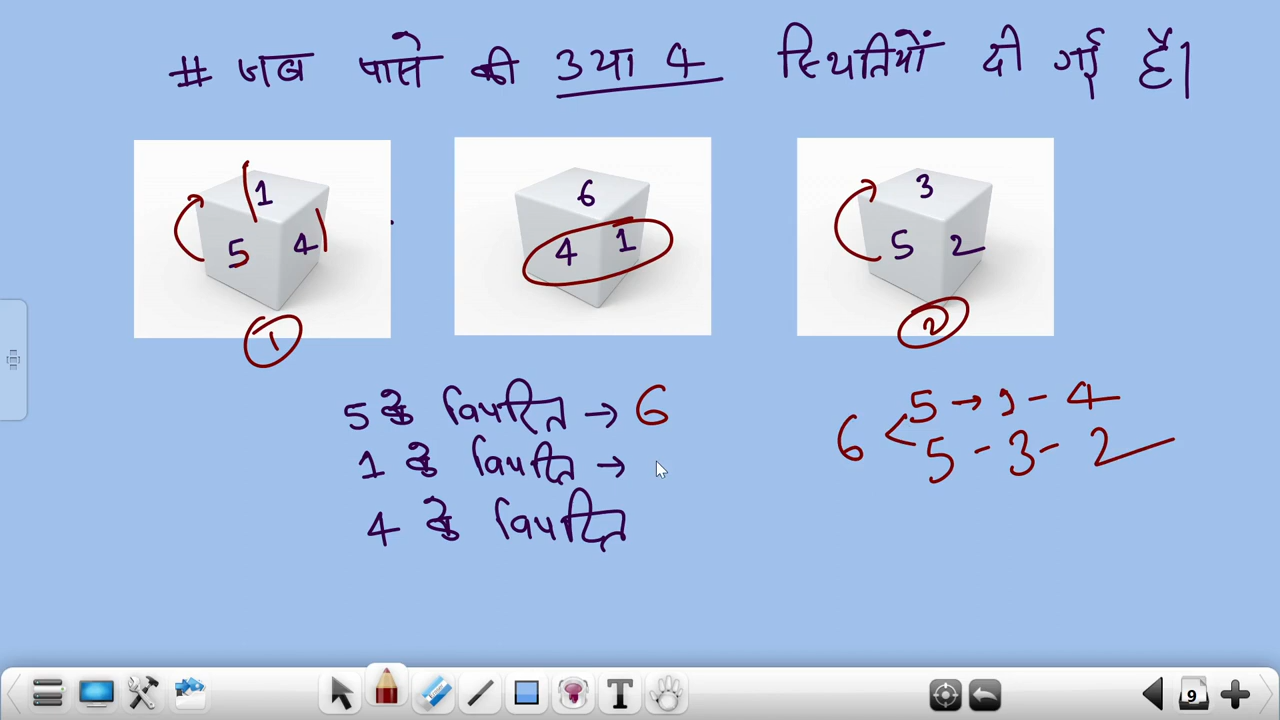 # जब पासे की 3 या 4 स्थितियों दी गई है।
1
5 4
6
4 1
3
5 2
1
2
5 के विपरित → 6
1 के विपरित →
4 के विपरित
5 → 1 - 4
6 <
5 - 3 - 2
T
9